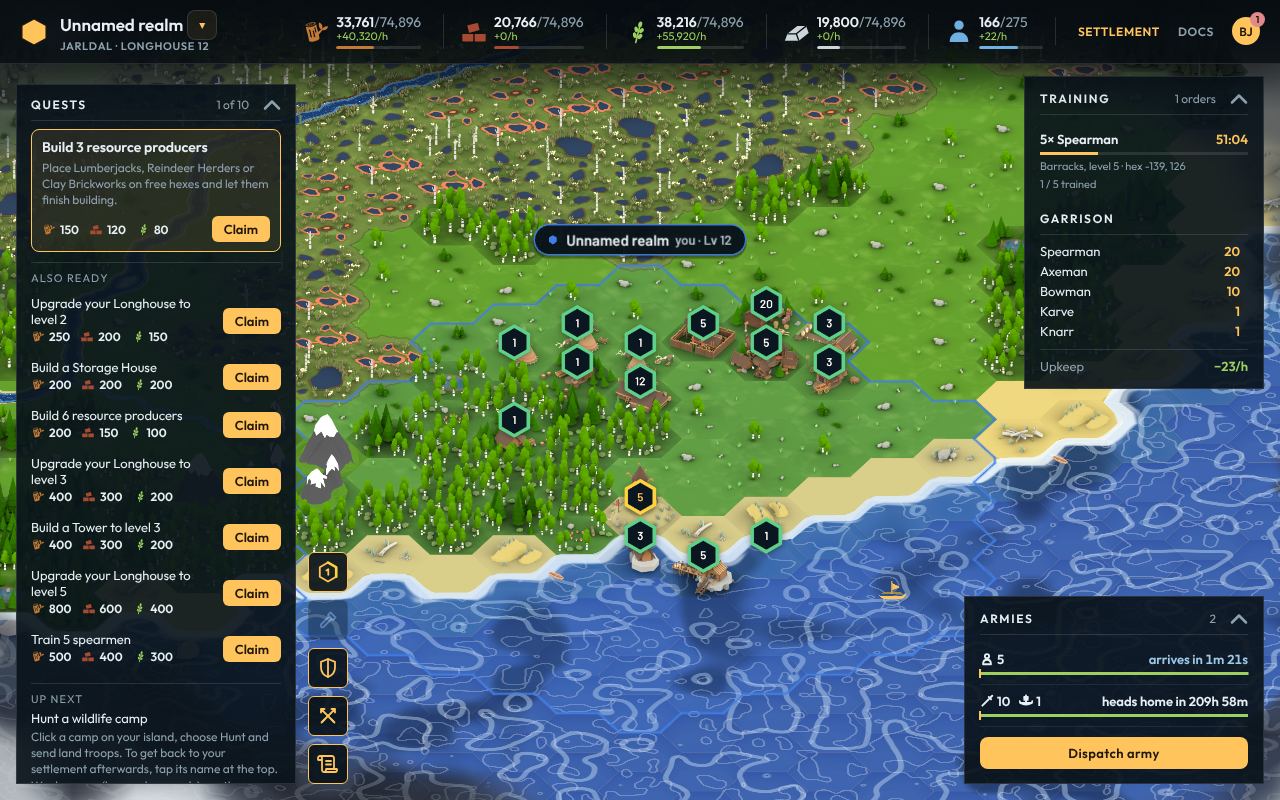 Unnamed realm ▾
JARLDAL · LONGHOUSE 12
33,761/74,896
+40,320/h
20,766/74,896
+0/h
38,216/74,896
+55,920/h
19,800/74,896
+0/h
166/275
+22/h
SETTLEMENT
DOCS
BJ
1
QUESTS
1 of 10
Build 3 resource producers
Place Lumberjacks, Reindeer Herders or
Clay Brickworks on free hexes and let them
finish building.
150 120 80
Claim
ALSO READY
Upgrade your Longhouse to
level 2
250 200 150
Claim
Build a Storage House
200 200 200
Claim
Build 6 resource producers
200 150 100
Claim
Upgrade your Longhouse to
level 3
400 300 200
Claim
Build a Tower to level 3
400 300 200
Claim
Upgrade your Longhouse to
level 5
800 600 400
Claim
Train 5 spearmen
500 400 300
Claim
UP NEXT
Hunt a wildlife camp
Click a camp on your island, choose Hunt and
send land troops. To get back to your
settlement afterwards, tap its name at the top.
Unnamed realm you · Lv 12
20
1
5
3
1
1
5
1
3
12
1
5
3
1
5
1
TRAINING
1 orders
5× Spearman
51:04
Barracks, level 5 · hex -139, 126
1 / 5 trained
GARRISON
Spearman 20
Axeman 20
Bowman 10
Karve 1
Knarr 1
Upkeep −23/h
ARMIES
2
5 arrives in 1m 21s
10 1 heads home in 209h 58m
Dispatch army